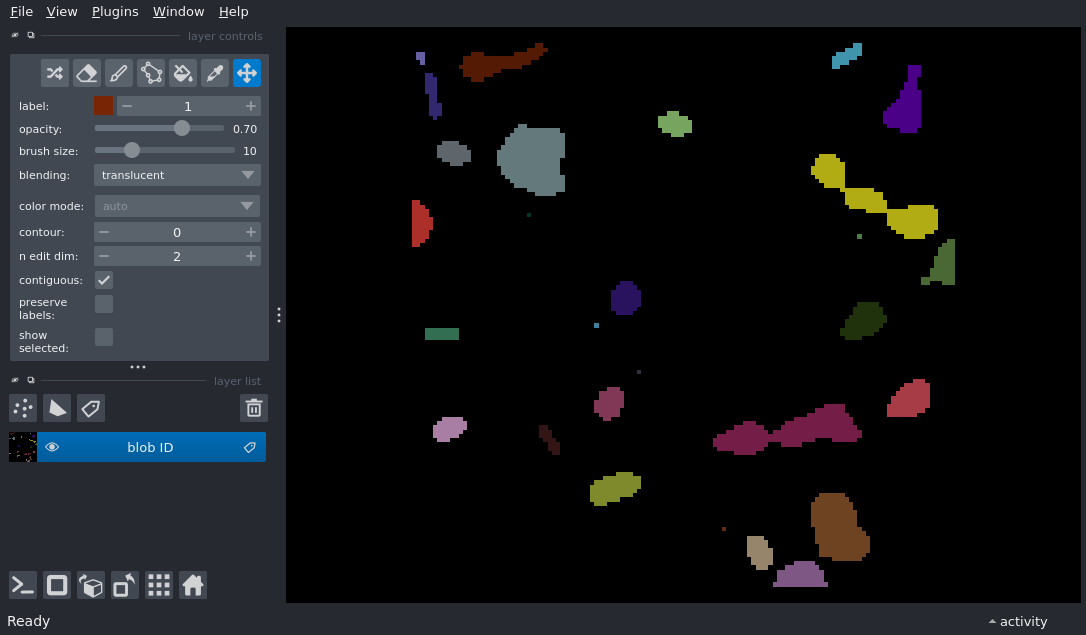 File View Plugins Window Help
layer controls
label: 1
opacity: 0.70
brush size: 10
blending: translucent
color mode: auto
contour: 0
n edit dim: 2
contiguous:
preserve
labels:
show
selected:
layer list
blob ID
Ready
activity